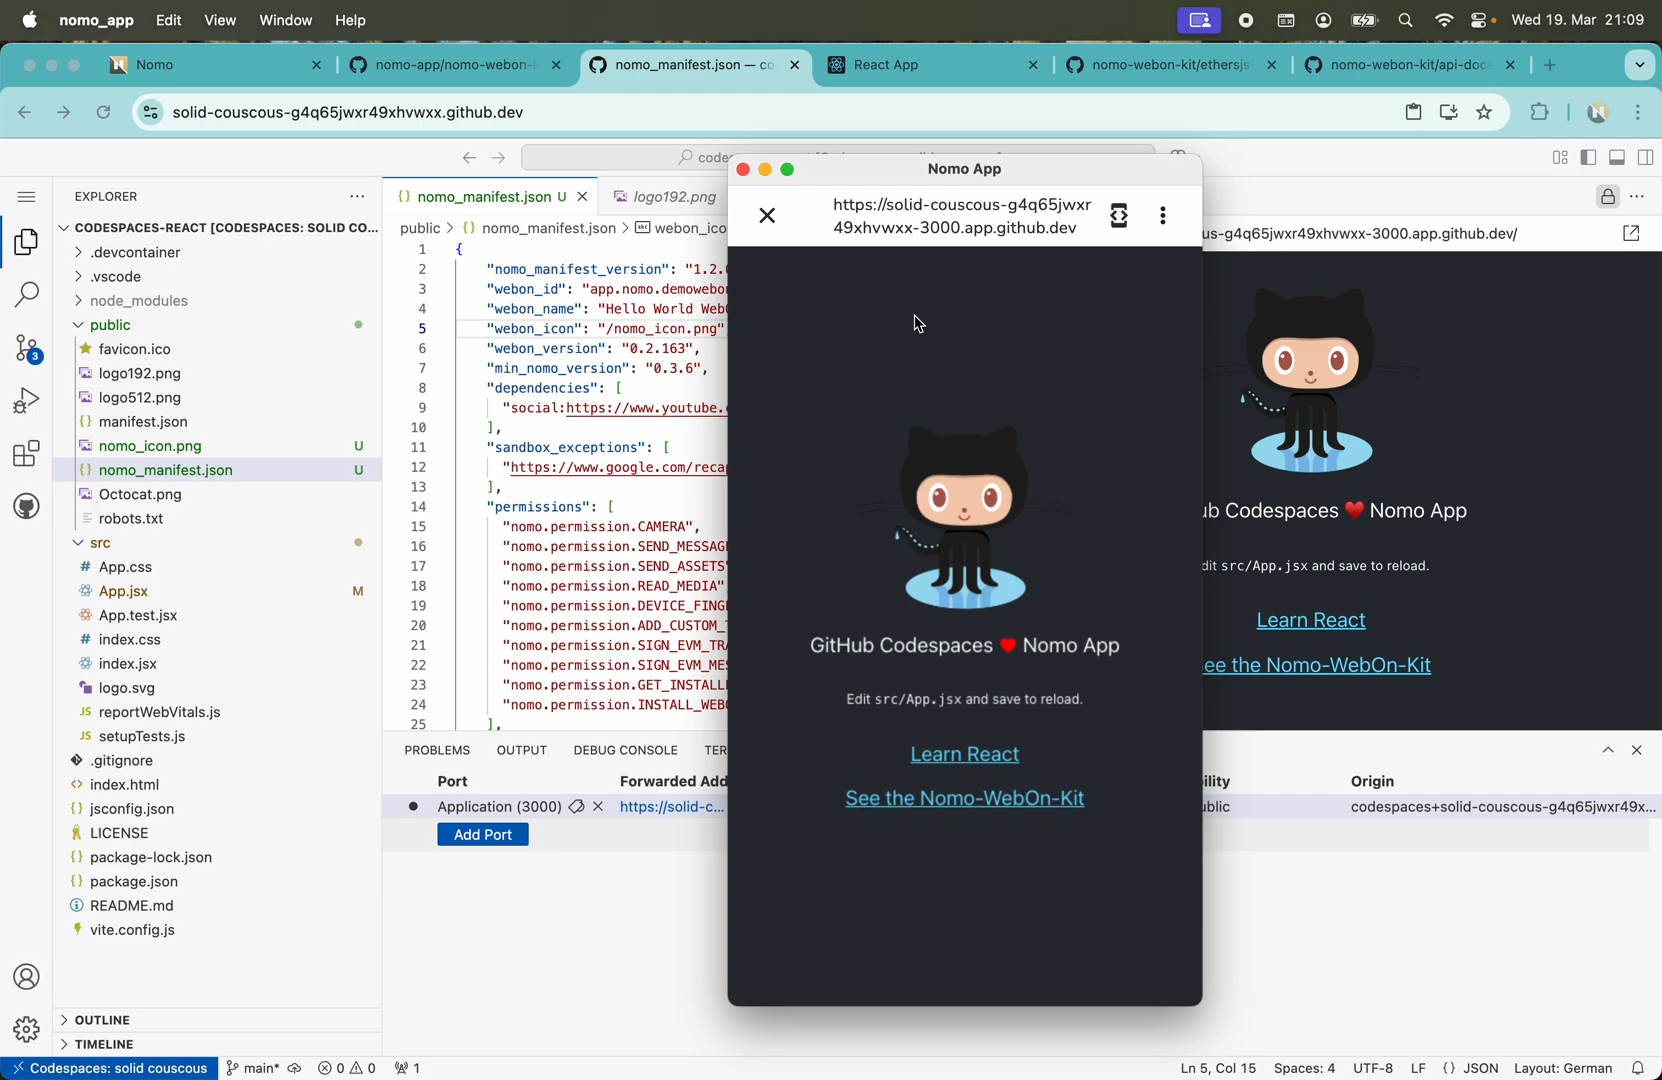 nomo_app Edit View Window Help Wed 19. Mar 21:09
Nomo nomo-app/nomo-webon- nomo_manifest.json — co React App nomo-webon-kit/ethersjs nomo-webon-kit/api-doc
solid-couscous-g4q65jwxr49xhvwxx.github.dev
EXPLORER
CODESPACES-REACT [CODESPACES: SOLID CO...
.devcontainer
.vscode
node_modules
public
favicon.ico
logo192.png
logo512.png
manifest.json
nomo_icon.png U
nomo_manifest.json U
Octocat.png
robots.txt
src
App.css
App.jsx M
App.test.jsx
index.css
index.jsx
logo.svg
reportWebVitals.js
setupTests.js
.gitignore
index.html
jsconfig.json
LICENSE
package-lock.json
package.json
README.md
vite.config.js
OUTLINE
TIMELINE
3
nomo_manifest.json U logo192.png
public > {} nomo_manifest.json > webon_ico
1 {
2 "nomo_manifest_version": "1.2.
3 "webon_id": "app.nomo.demowebo
4 "webon_name": "Hello World Web
5 "webon_icon": "/nomo_icon.png"
6 "webon_version": "0.2.163",
7 "min_nomo_version": "0.3.6",
8 "dependencies": [
9 "social:https://www.youtube.
10 ],
11 "sandbox_exceptions": [
12 "https://www.google.com/reca
13 ],
14 "permissions": [
15 "nomo.permission.CAMERA",
16 "nomo.permission.SEND_MESSAG
17 "nomo.permission.SEND_ASSETS
18 "nomo.permission.READ_MEDIA"
19 "nomo.permission.DEVICE_FING
20 "nomo.permission.ADD_CUSTOM_
21 "nomo.permission.SIGN_EVM_TR
22 "nomo.permission.SIGN_EVM_ME
23 "nomo.permission.GET_INSTALL
24 "nomo.permission.INSTALL_WEB
25 ],
PROBLEMS OUTPUT DEBUG CONSOLE TER
Port Forwarded Add ility Origin
Application (3000) https://solid-c... ublic codespaces+solid-couscous-g4q65jwxr49x...
Add Port
Nomo App
https://solid-couscous-g4q65jwxr
49xhvwxx-3000.app.github.dev
GitHub Codespaces ❤ Nomo App
Edit src/App.jsx and save to reload.
Learn React
See the Nomo-WebOn-Kit
us-g4q65jwxr49xhvwxx-3000.app.github.dev/
ub Codespaces ❤ Nomo App
dit src/App.jsx and save to reload.
Learn React
ee the Nomo-WebOn-Kit
Codespaces: solid couscous main* 0 0 1 Ln 5, Col 15 Spaces: 4 UTF-8 LF {} JSON Layout: German